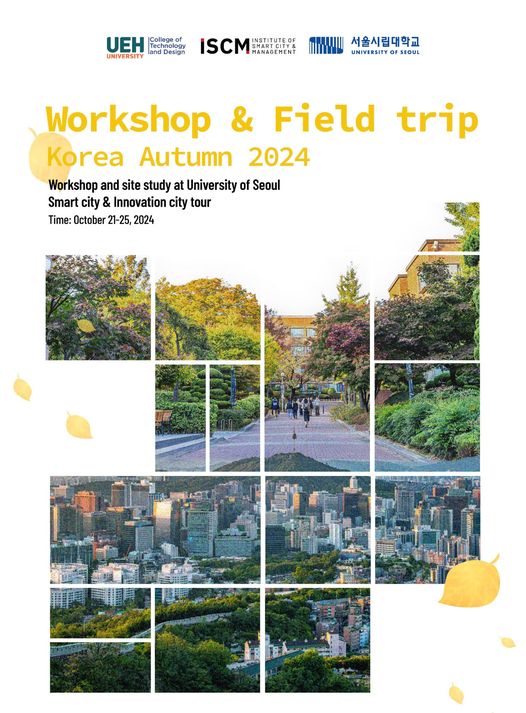 UEH
UNIVERSITY
College of
Technology
and Design
ISCM
INSTITUTE OF
SMART CITY &
MANAGEMENT
서울시립대학교
UNIVERSITY OF SEOUL
Workshop & Field trip
Korea Autumn 2024
Workshop and site study at University of Seoul
Smart city & Innovation city tour
Time: October 21-25, 2024